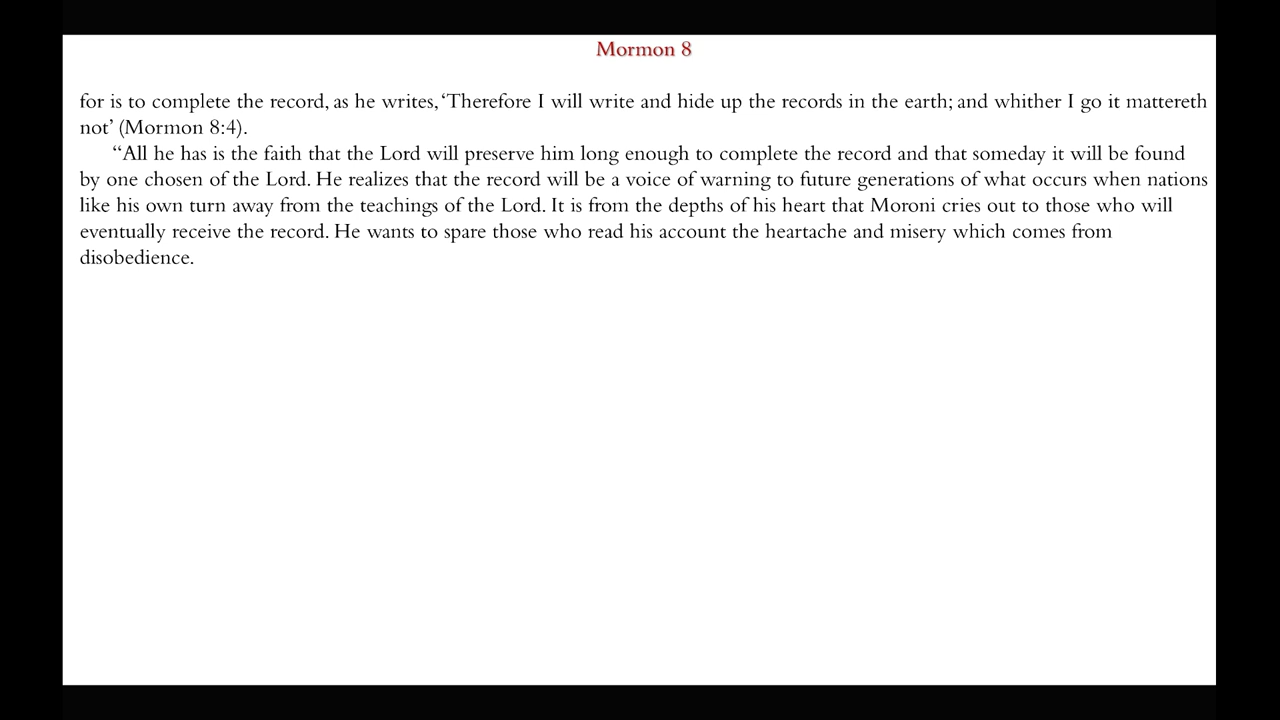 Mormon 8
for is to complete the record, as he writes, ‘Therefore I will write and hide up the records in the earth; and whither I go it mattereth
not’ (Mormon 8:4).
“All he has is the faith that the Lord will preserve him long enough to complete the record and that someday it will be found
by one chosen of the Lord. He realizes that the record will be a voice of warning to future generations of what occurs when nations
like his own turn away from the teachings of the Lord. It is from the depths of his heart that Moroni cries out to those who will
eventually receive the record. He wants to spare those who read his account the heartache and misery which comes from
disobedience.